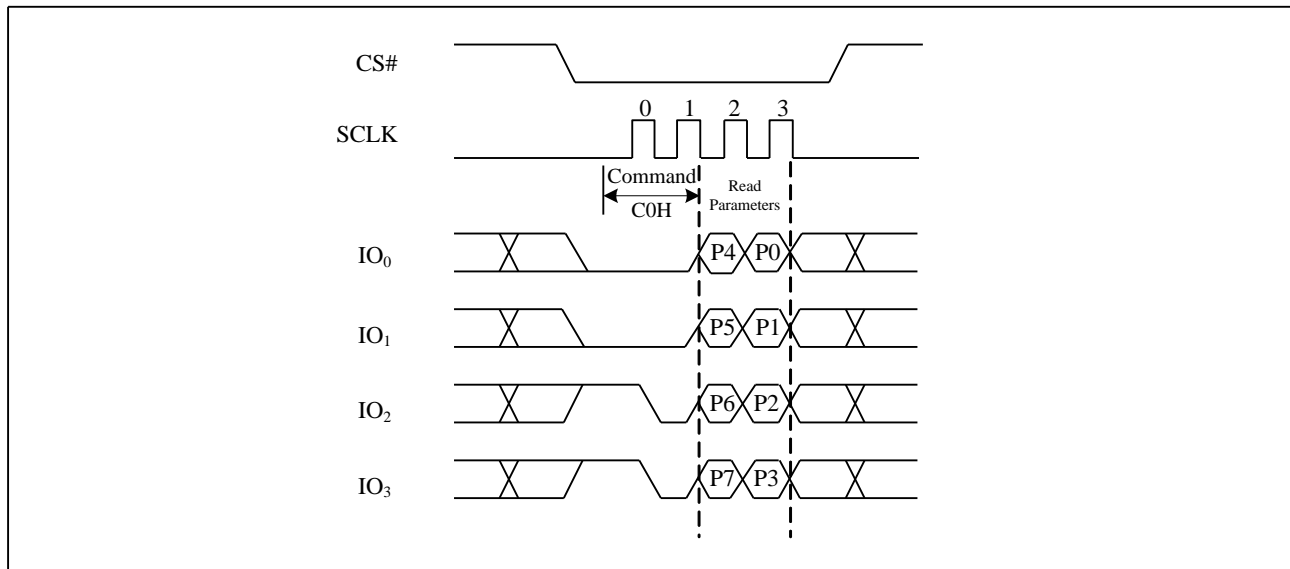 CS#
0 1 2 3
SCLK
Command
C0H
Read
Parameters
IO₀ P4 P0
IO₁ P5 P1
IO₂ P6 P2
IO₃ P7 P3